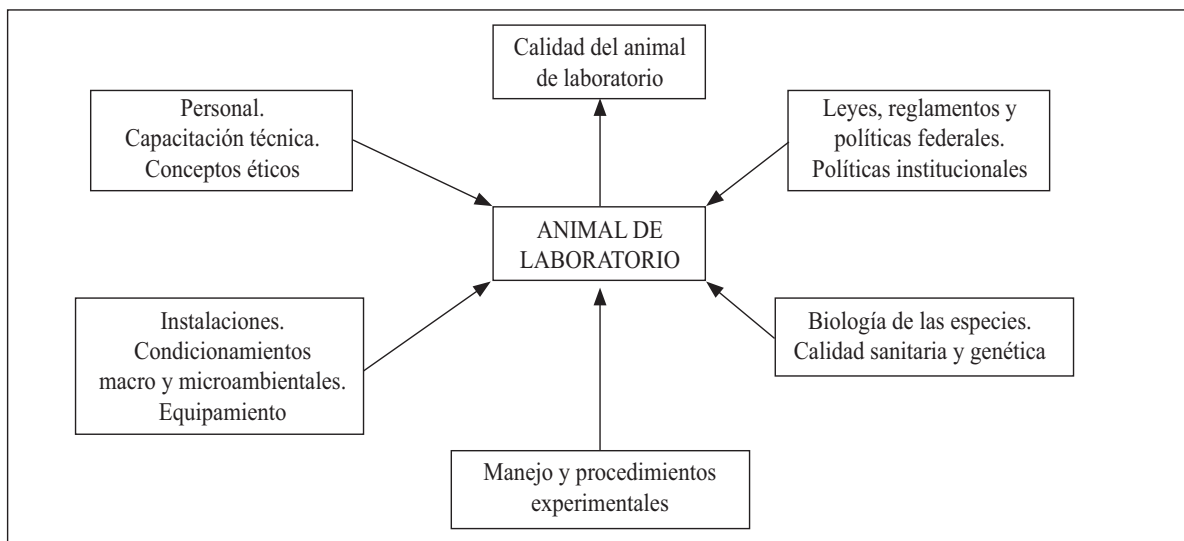 Calidad del animal
de laboratorio
Personal.
Capacitación técnica.
Conceptos éticos
Leyes, reglamentos y
políticas federales.
Políticas institucionales
ANIMAL DE
LABORATORIO
Instalaciones.
Condicionamientos
macro y microambientales.
Equipamiento
Biología de las especies.
Calidad sanitaria y genética
Manejo y procedimientos
experimentales